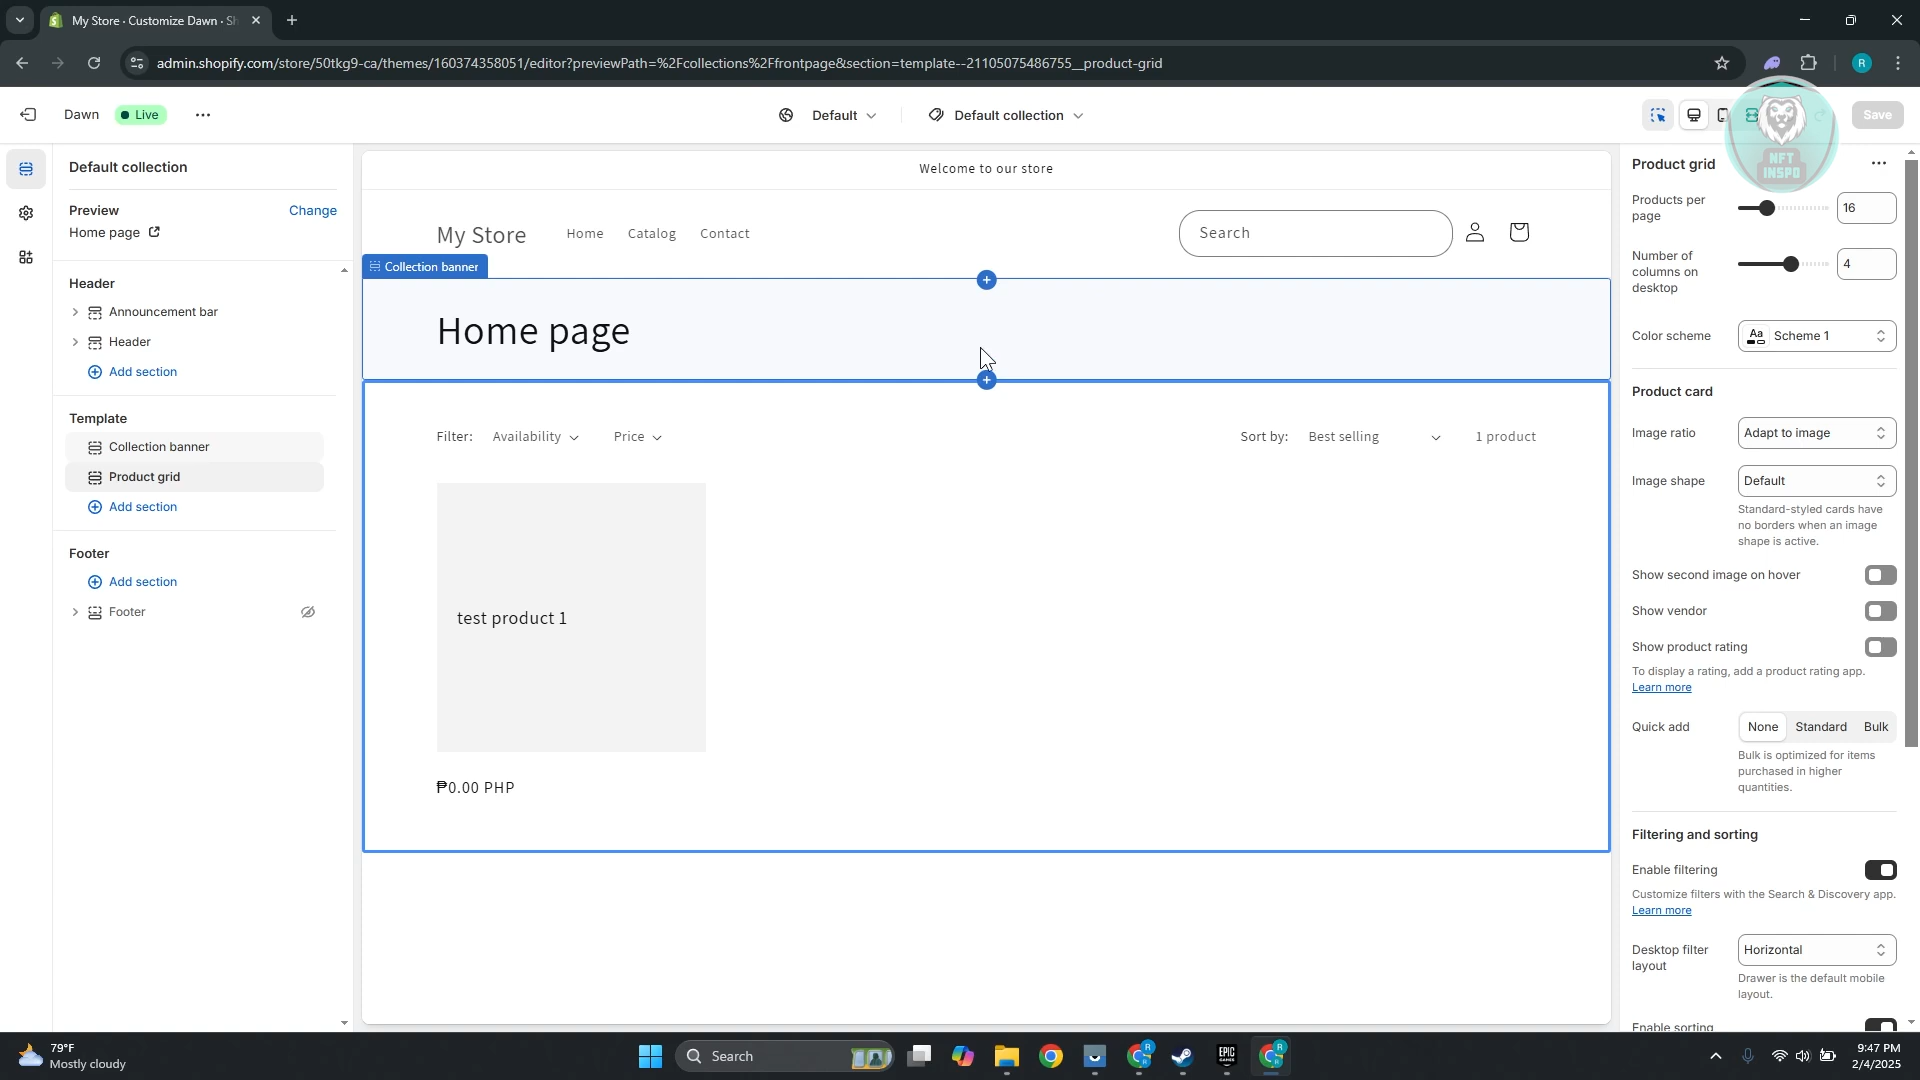 My Store · Customize Dawn · Sh
admin.shopify.com/store/50tkg9-ca/themes/160374358051/editor?previewPath=%2Fcollections%2Ffrontpage&section=template--21105075486755__product-grid
R
Dawn
Live
Default
Default collection
Save
NFT
INSPO
Default collection
Preview
Change
Home page
Header
Announcement bar
Header
Add section
Template
Collection banner
Product grid
Add section
Footer
Add section
Footer
Welcome to our store
My Store
Home
Catalog
Contact
Search
Collection banner
Home page
Filter:
Availability
Price
Sort by:
Best selling
1 product
test product 1
₱0.00 PHP
Product grid
Products per
page
16
Number of
columns on
desktop
4
Color scheme
Aa
Scheme 1
Product card
Image ratio
Adapt to image
Image shape
Default
Standard-styled cards have
no borders when an image
shape is active.
Show second image on hover
Show vendor
Show product rating
To display a rating, add a product rating app.
Learn more
Quick add
None
Standard
Bulk
Bulk is optimized for items
purchased in higher
quantities.
Filtering and sorting
Enable filtering
Customize filters with the Search & Discovery app.
Learn more
Desktop filter
layout
Horizontal
Drawer is the default mobile
layout.
Enable sorting
79°F
Mostly cloudy
Search
R
EPIC
GAMES
R
9:47 PM
2/4/2025